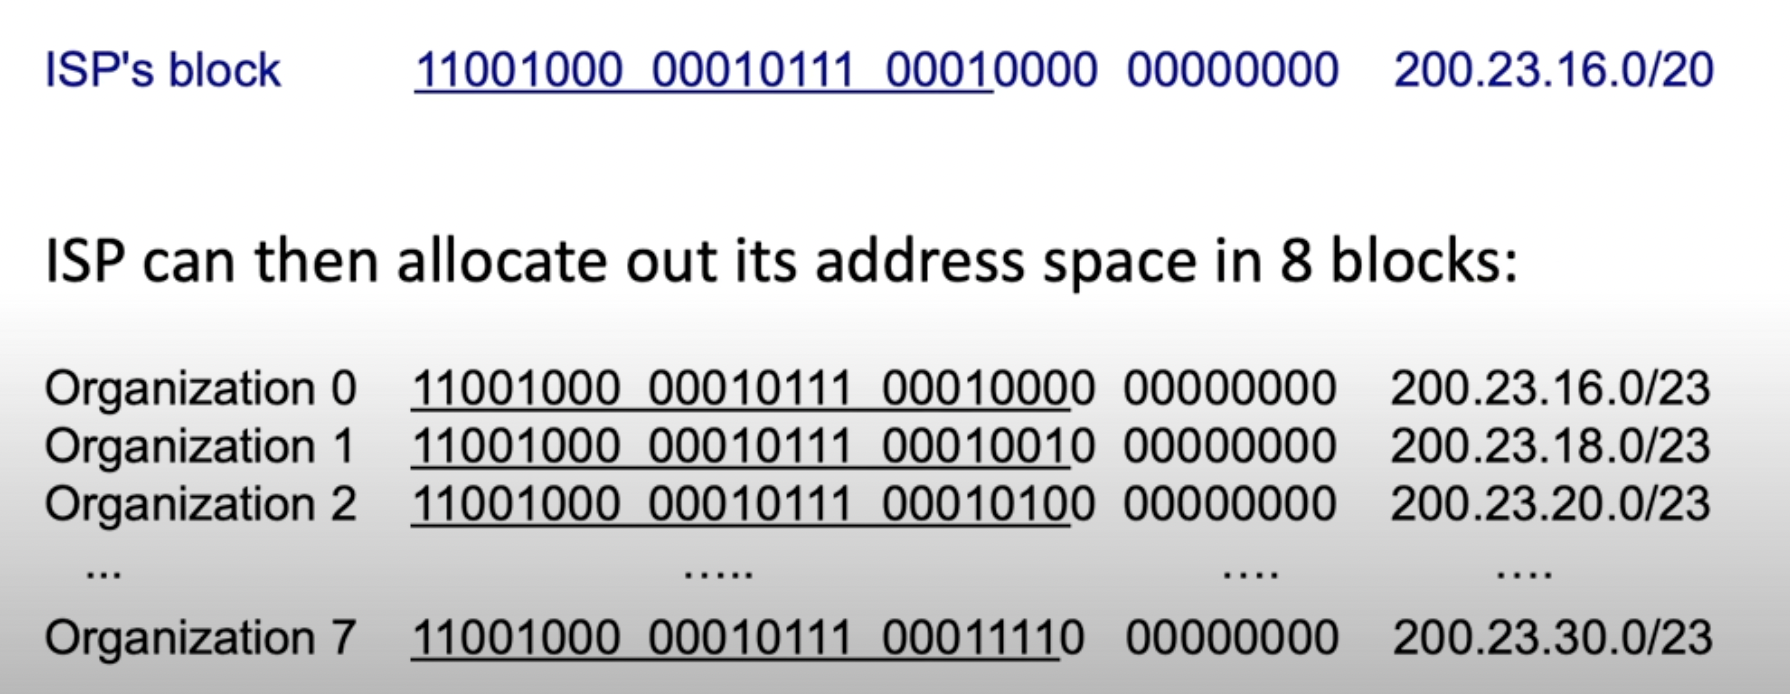 ISP's block 11001000 00010111 00010000 00000000 200.23.16.0/20
ISP can then allocate out its address space in 8 blocks:
Organization 0 11001000 00010111 00010000 00000000 200.23.16.0/23
Organization 1 11001000 00010111 00010010 00000000 200.23.18.0/23
Organization 2 11001000 00010111 00010100 00000000 200.23.20.0/23
... ..... .... ....
Organization 7 11001000 00010111 00011110 00000000 200.23.30.0/23